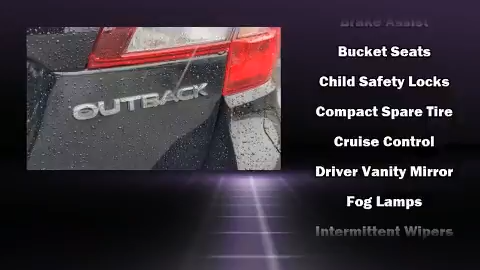 OUTBACK
Brake Assist
Bucket Seats
Child Safety Locks
Compact Spare Tire
Cruise Control
Driver Vanity Mirror
Fog Lamps
Intermittent Wipers